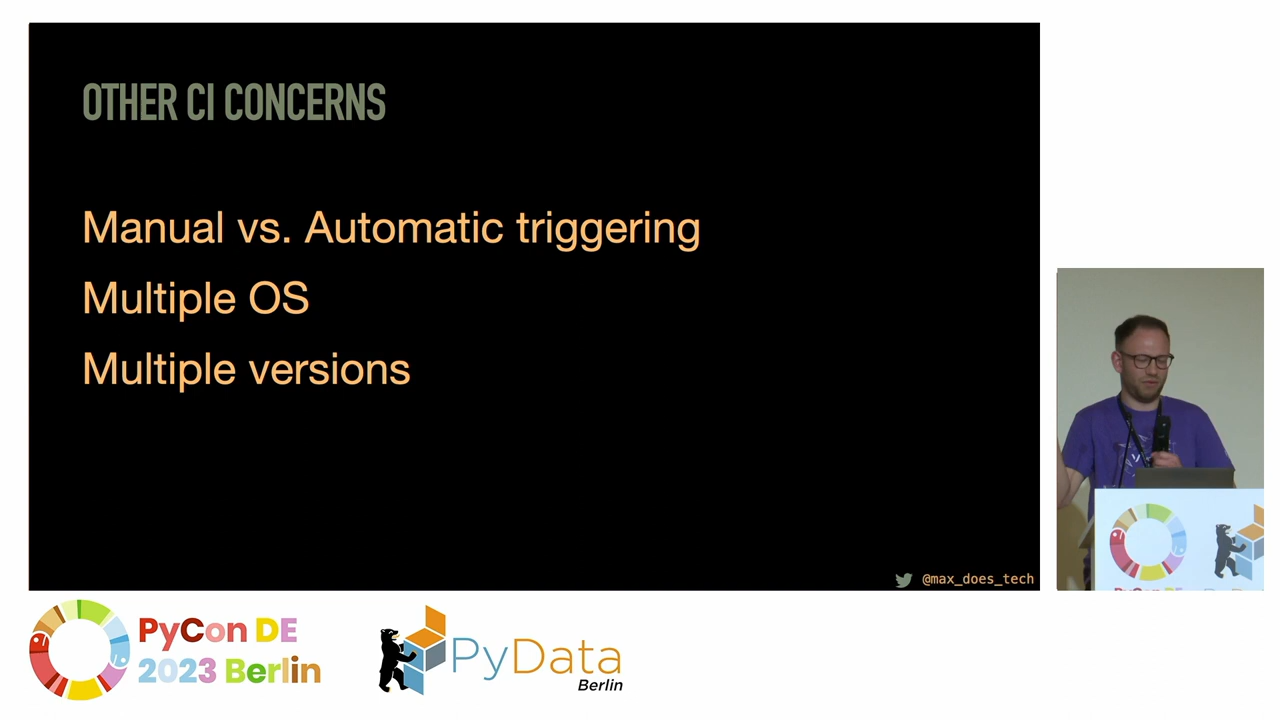 OTHER CI CONCERNS
Manual vs. Automatic triggering
Multiple OS
Multiple versions
@max_does_tech
PyCon DE
2023 Berlin
PyData
Berlin